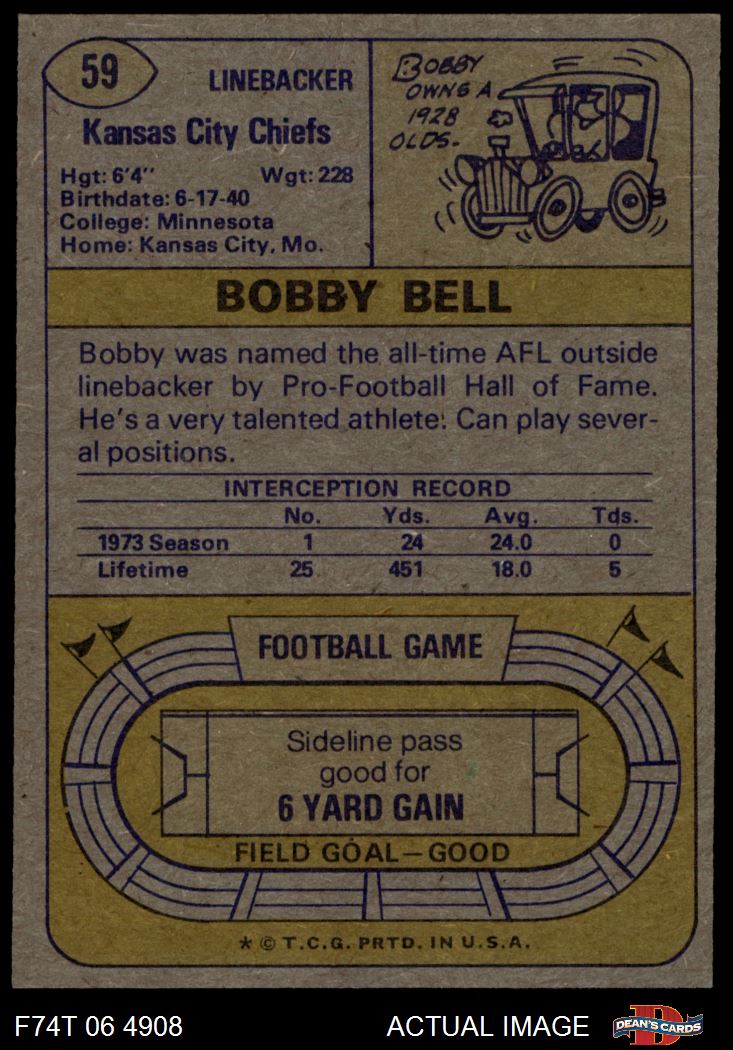 59
LINEBACKER
Kansas City Chiefs
Hgt: 6'4" Wgt: 228
Birthdate: 6-17-40
College: Minnesota
Home: Kansas City, Mo.
BOBBY
OWNS A
1928
OLDS.
BOBBY BELL
Bobby was named the all-time AFL outside
linebacker by Pro-Football Hall of Fame.
He's a very talented athlete: Can play sever-
al positions.
INTERCEPTION RECORD
No. Yds. Avg. Tds.
1973 Season 1 24 24.0 0
Lifetime 25 451 18.0 5
FOOTBALL GAME
Sideline pass
good for
6 YARD GAIN
FIELD GOAL—GOOD
* © T.C.G. PRTD. IN U.S.A.
F74T 06 4908 ACTUAL IMAGE D DEAN'S CARDS